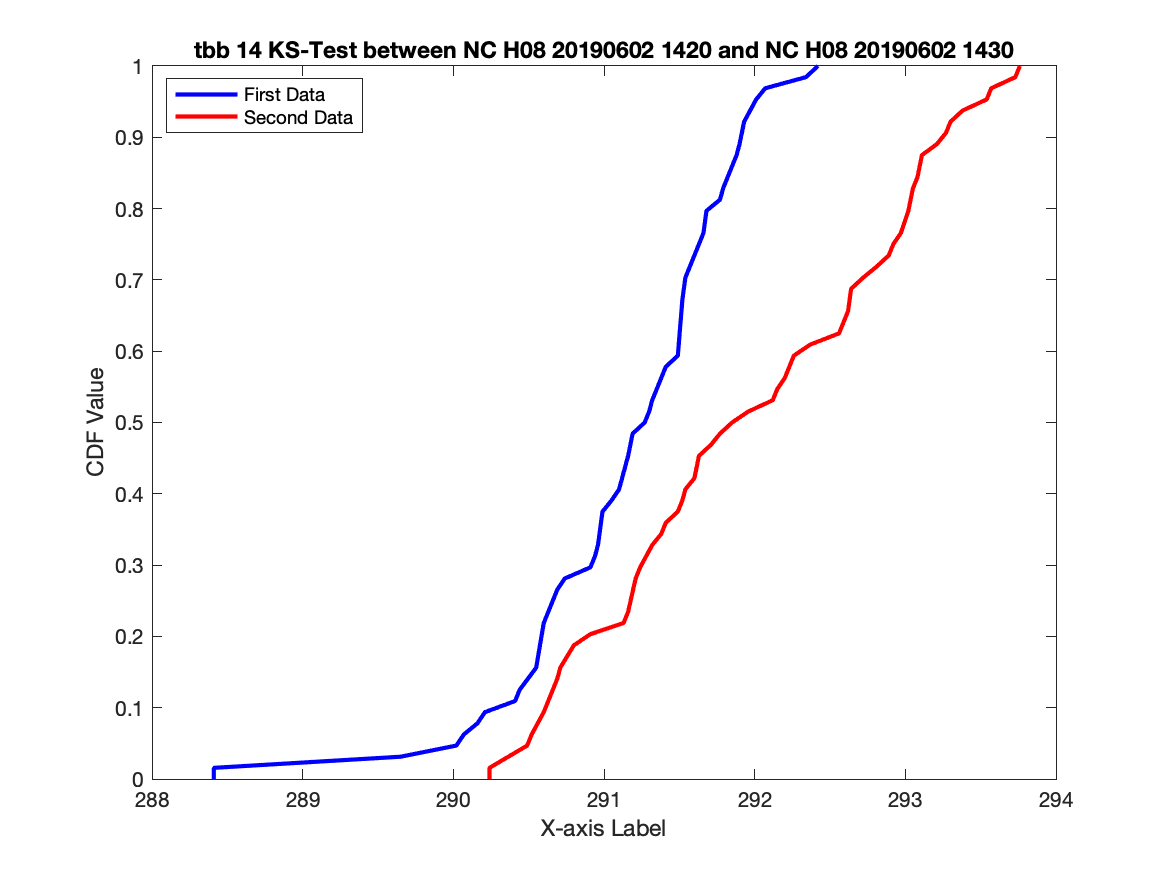 tbb 14 KS-Test between NC H08 20190602 1420 and NC H08 20190602 1430
First Data
Second Data
1
0.9
0.8
0.7
0.6
0.5
0.4
0.3
0.2
0.1
0
CDF Value
288 289 290 291 292 293 294
X-axis Label